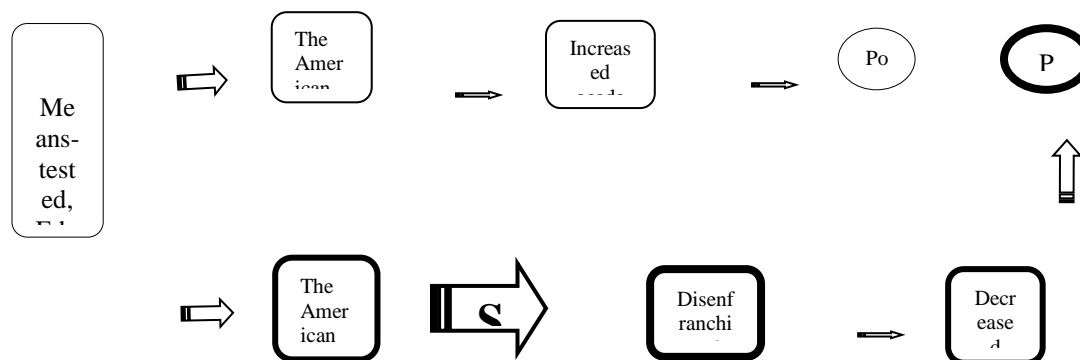 Me
ans-
test
ed,
The
Amer
ican
Increas
ed
Po
P
The
Amer
ican
S
Disenf
ranchi
Decr
ease
d